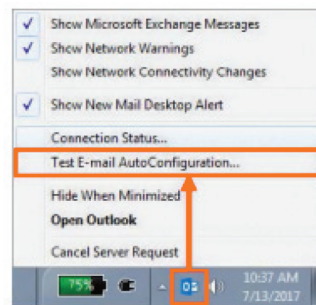 Show Microsoft Exchange Messages
Show Network Warnings
Show Network Connectivity Changes
Show New Mail Desktop Alert
Connection Status...
Test E-mail AutoConfiguration...
Hide When Minimized
Open Outlook
Cancel Server Request
75%
10:37 AM
7/13/2017